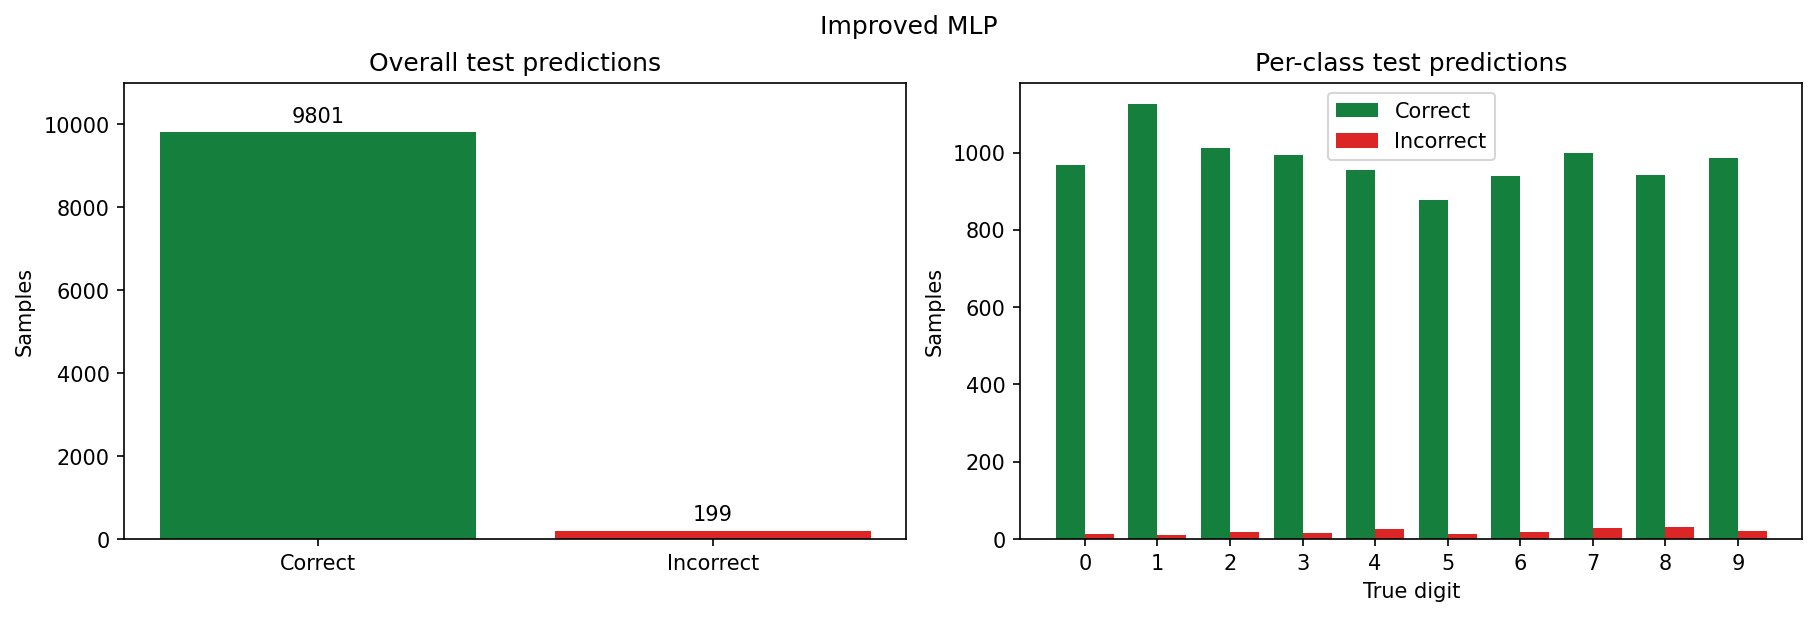 Improved MLP
Overall test predictions
Samples
10000
8000
6000
4000
2000
0
9801
199
Correct
Incorrect
Per-class test predictions
Samples
1000
800
600
400
200
0
Correct
Incorrect
0 1 2 3 4 5 6 7 8 9
True digit